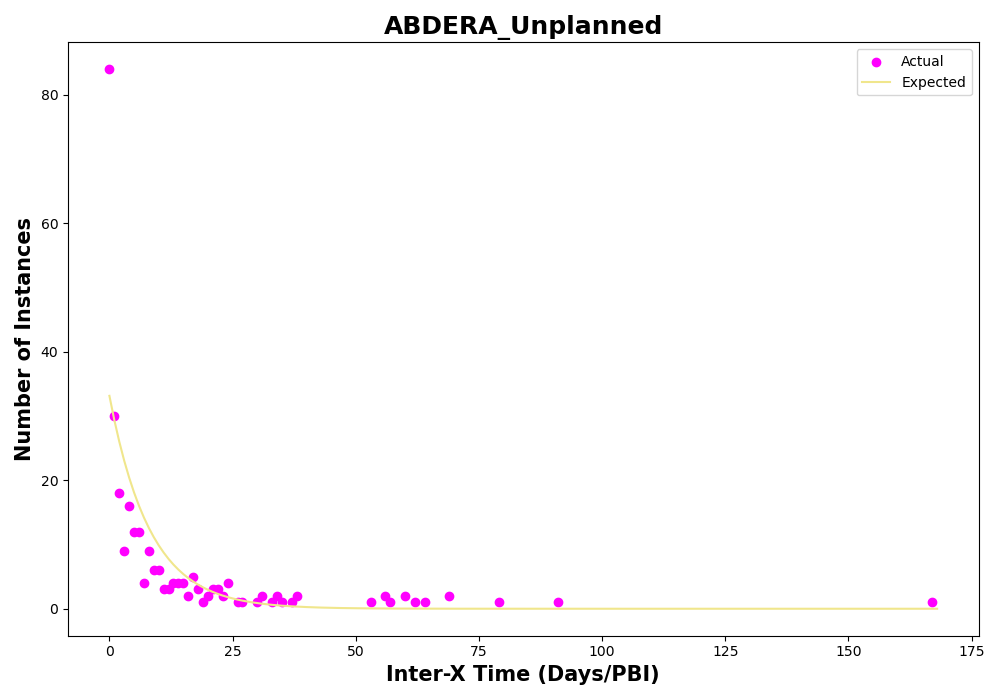 ABDERA_Unplanned
Actual
Expected
Number of Instances
80
60
40
20
0
0 25 50 75 100 125 150 175
Inter-X Time (Days/PBI)